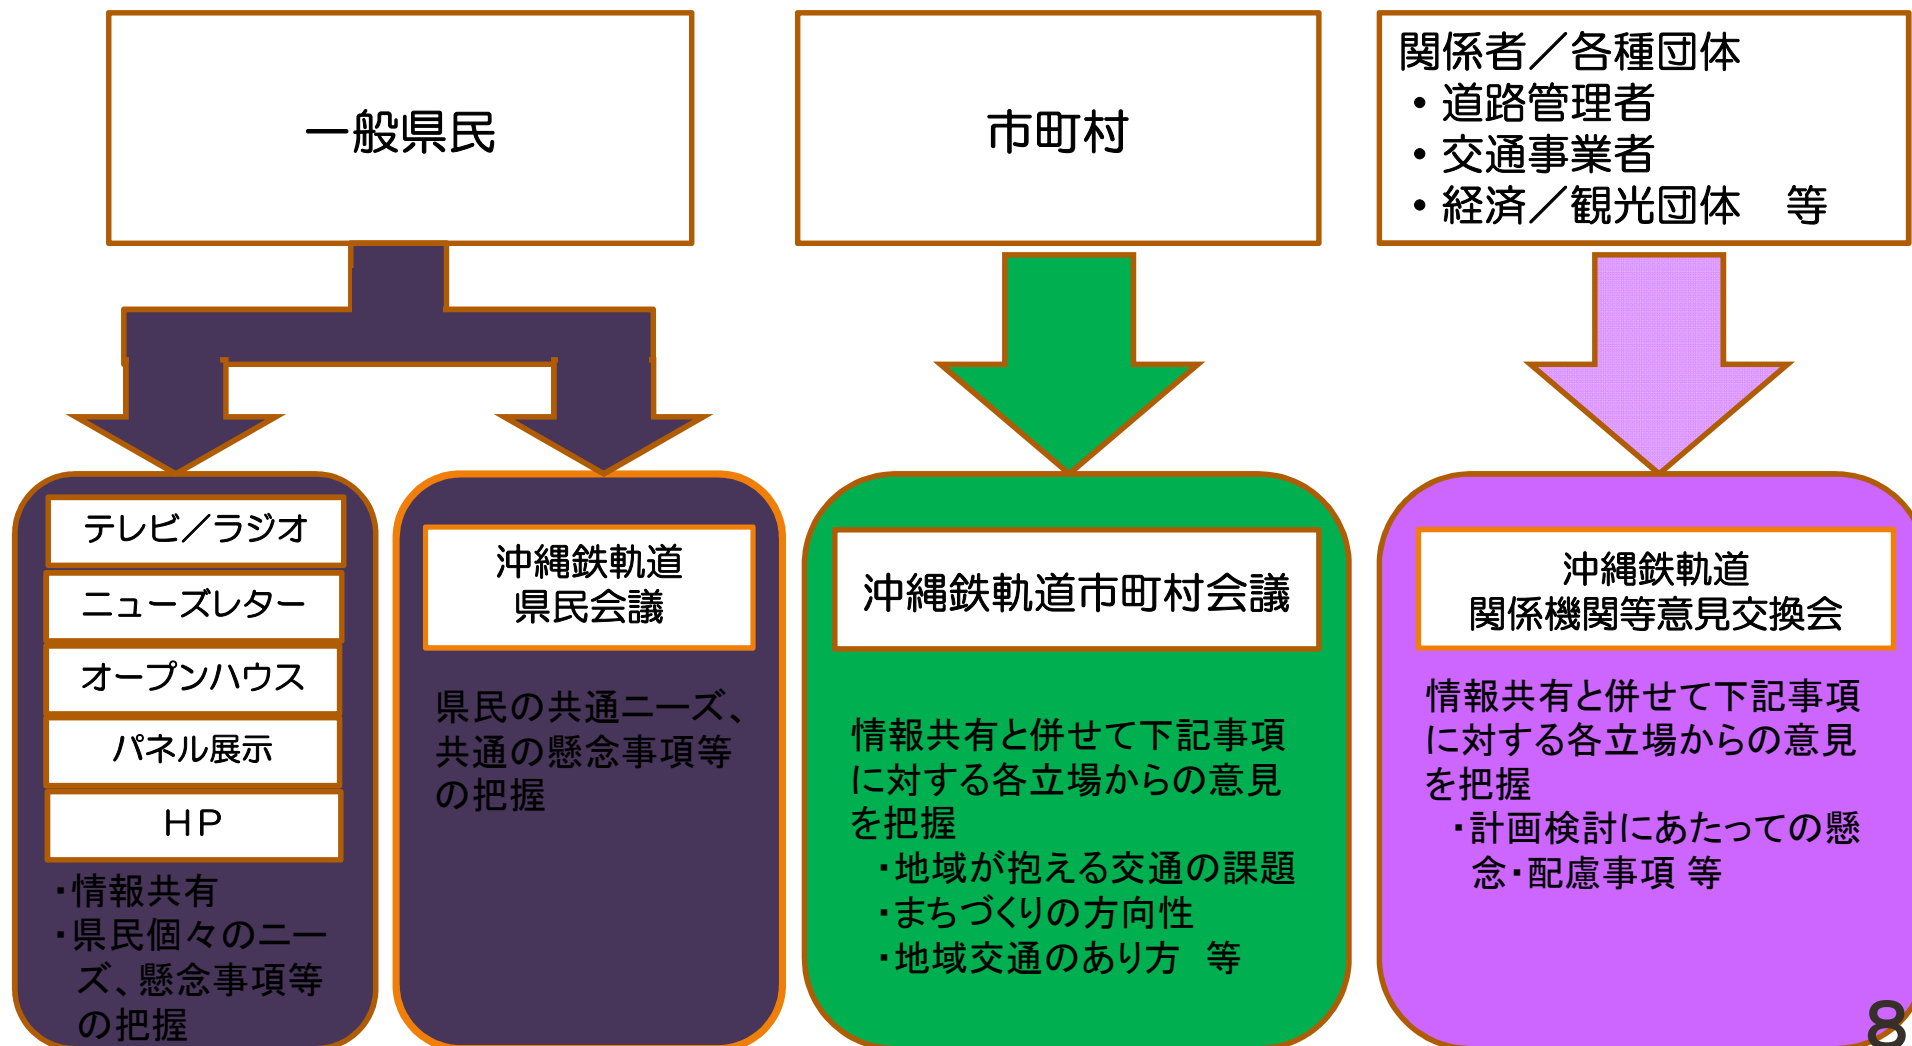 一般県民
市町村
関係者／各種団体
・道路管理者
・交通事業者
・経済／観光団体　等
テレビ／ラジオ
ニューズレター
オープンハウス
パネル展示
ＨＰ
・情報共有
・県民個々のニー
ズ、懸念事項等
の把握
沖縄鉄軌道
県民会議
県民の共通ニーズ、
共通の懸念事項等
の把握
沖縄鉄軌道市町村会議
情報共有と併せて下記事項
に対する各立場からの意見
を把握
・地域が抱える交通の課題
・まちづくりの方向性
・地域交通のあり方　等
沖縄鉄軌道
関係機関等意見交換会
情報共有と併せて下記事項
に対する各立場からの意見
を把握
・計画検討にあたっての懸
念・配慮事項 等
8